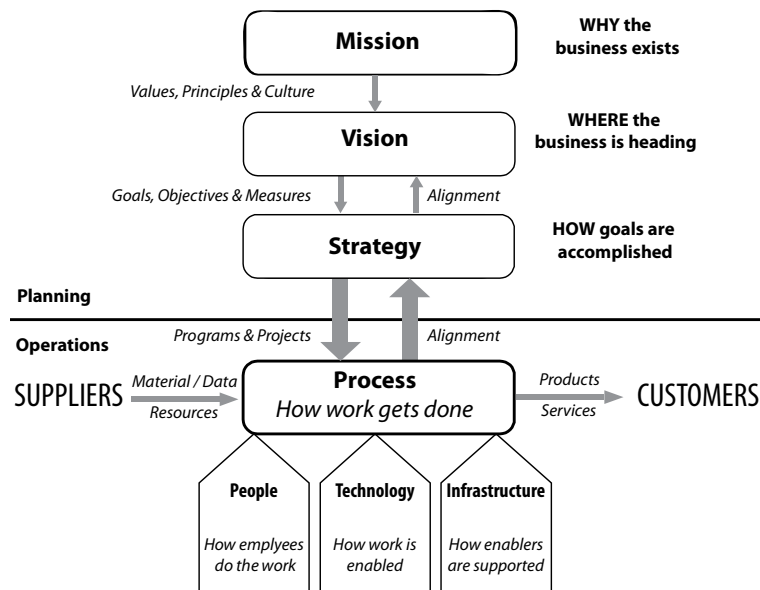 Mission
WHY the
business exists
Values, Principles & Culture
Vision
WHERE the
business is heading
Goals, Objectives & Measures
Alignment
Strategy
HOW goals are
accomplished
Planning
Operations
Programs & Projects
Alignment
SUPPLIERS
Material / Data
Resources
Process
How work gets done
Products
Services
CUSTOMERS
People
How emplyees
do the work
Technology
How work is
enabled
Infrastructure
How enablers
are supported